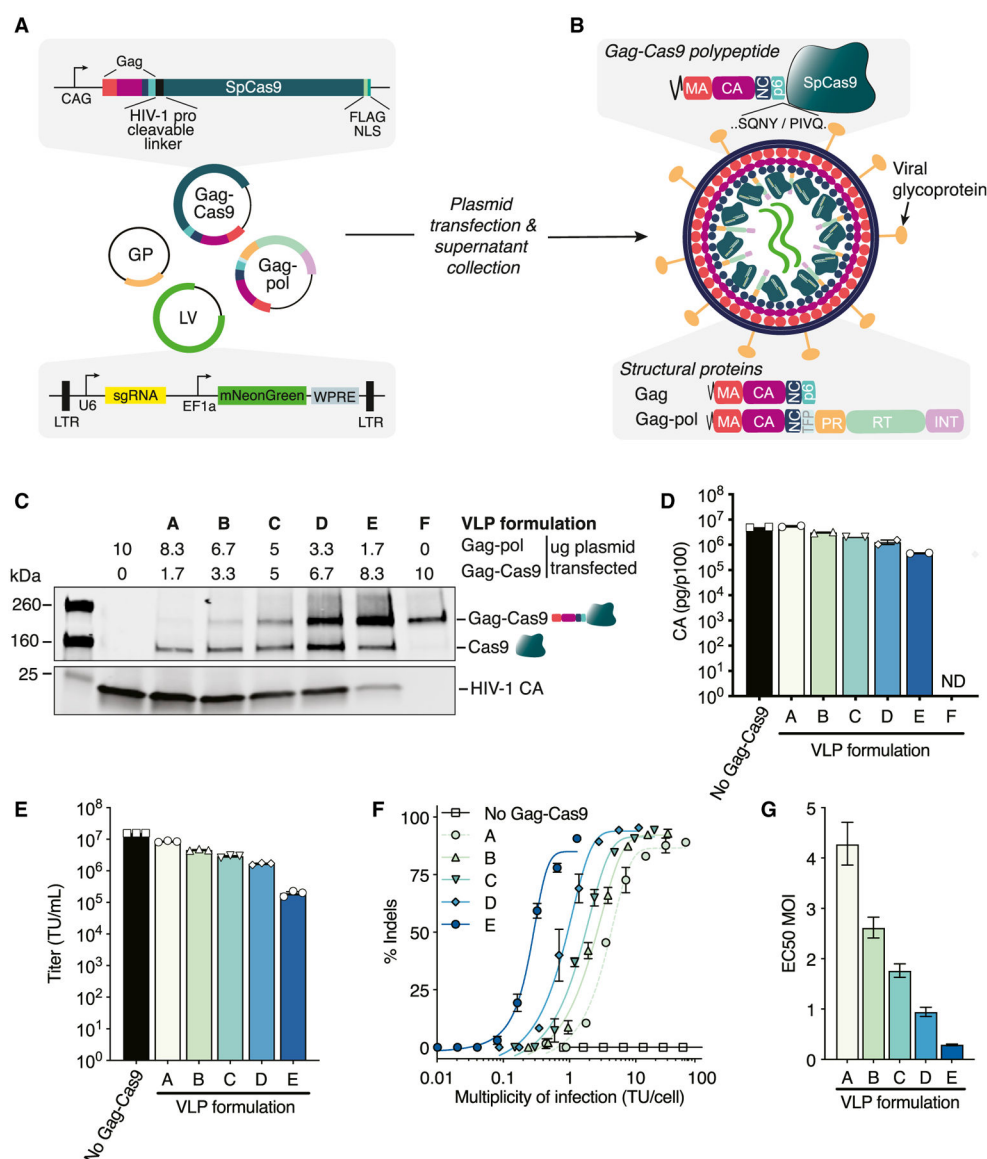 A
Gag
SpCas9
CAG
HIV-1 pro
cleavable
linker
FLAG
NLS
Gag-
Cas9
GP
Gag-
pol
LV
U6
sgRNA
EF1a
mNeonGreen
WPRE
LTR
LTR
Plasmid
transfection &
supernatant
collection
B
Gag-Cas9 polypeptide
MA CA NC p6 SpCas9
..SQNY / PIVQ..
Viral
glycoprotein
Structural proteins
Gag MA CA NC p6
Gag-pol MA CA NC TFP PR RT INT
C
A B C D E F VLP formulation
10 8.3 6.7 5 3.3 1.7 0 Gag-pol
0 1.7 3.3 5 6.7 8.3 10 Gag-Cas9
ug plasmid
transfected
kDa
260
160
25
Gag-Cas9
Cas9
HIV-1 CA
D
CA (pg/p100)
10⁸
10⁷
10⁶
10⁵
10⁴
10³
10²
10¹
10⁰
ND
No Gag-Cas9 A B C D E F
VLP formulation
E
Titer (TU/mL)
10⁸
10⁷
10⁶
10⁵
10⁴
10³
10²
10¹
10⁰
No Gag-Cas9 A B C D E
VLP formulation
F
% Indels
100
75
50
25
0
No Gag-Cas9
A
B
C
D
E
0.01 0.1 1 10 100
Multiplicity of infection (TU/cell)
G
EC50 MOI
5
4
3
2
1
0
A B C D E
VLP formulation